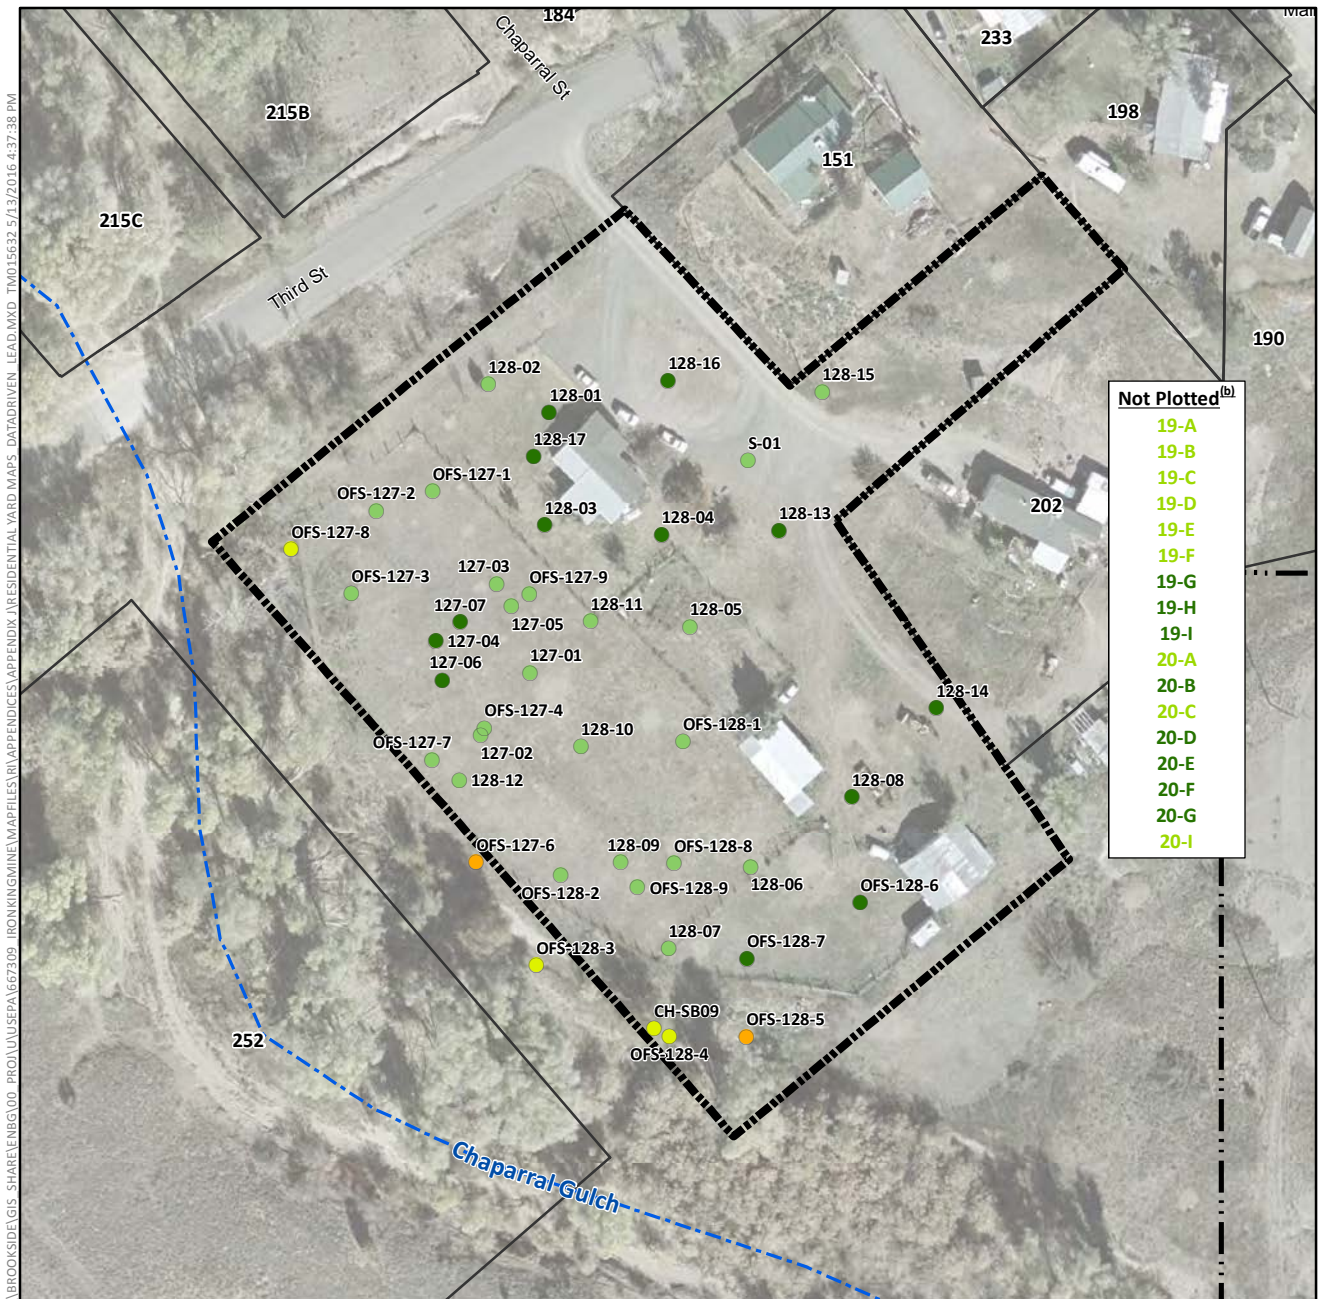 184
Mai
Chaparral St
233
215B
198
151
215C
Third St
190
128-02
128-16
128-15
128-01
128-17
S-01
OFS-127-1
OFS-127-2
128-03
128-04
128-13
202
OFS-127-8
OFS-127-3
127-03
OFS-127-9
127-07
127-05
128-11
128-05
127-04
127-06
127-01
128-14
OFS-127-4
OFS-127-7
127-02
128-10
OFS-128-1
128-12
128-08
OFS-127-6
128-09
OFS-128-8
OFS-128-2
OFS-128-9
128-06
OFS-128-6
128-07
OFS-128-7
OFS-128-3
CH-SB09
OFS-128-5
OFS-128-4
252
Chaparral Gulch
Not Plotted(b)
19-A
19-B
19-C
19-D
19-E
19-F
19-G
19-H
19-I
20-A
20-B
20-C
20-D
20-E
20-F
20-G
20-I
\BROOKSIDE\GIS_SHARE\ENBG\00_PROJ\U\USEPA\667309_IRONKINGMINE\MAPFILES\RI\APPENDICES\APPENDIX J\RESIDENTIAL YARD MAPS_DATADRIVEN_LEAD.MXD TM015632 5/13/2016 4:37:38 PM